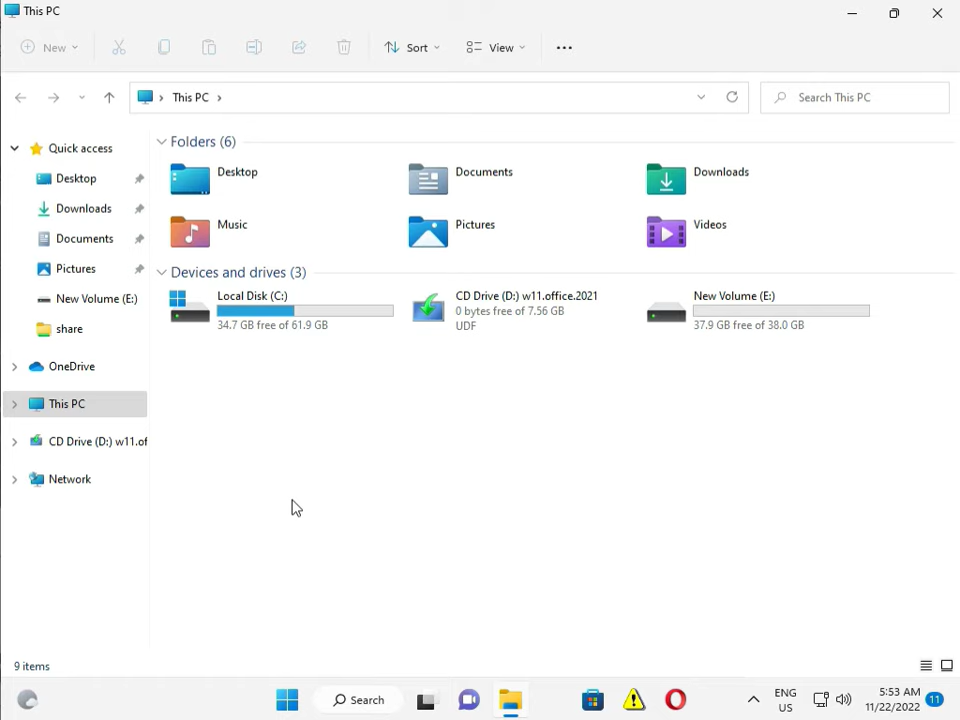 This PC
New
Sort
View
This PC
Search This PC
Quick access
Desktop
Downloads
Documents
Pictures
New Volume (E:)
share
OneDrive
This PC
CD Drive (D:) w11.of
Network
Folders (6)
Desktop
Documents
Downloads
Music
Pictures
Videos
Devices and drives (3)
Local Disk (C:)
34.7 GB free of 61.9 GB
CD Drive (D:) w11.office.2021
0 bytes free of 7.56 GB
UDF
New Volume (E:)
37.9 GB free of 38.0 GB
9 items
Search
ENG
US
5:53 AM
11/22/2022
11